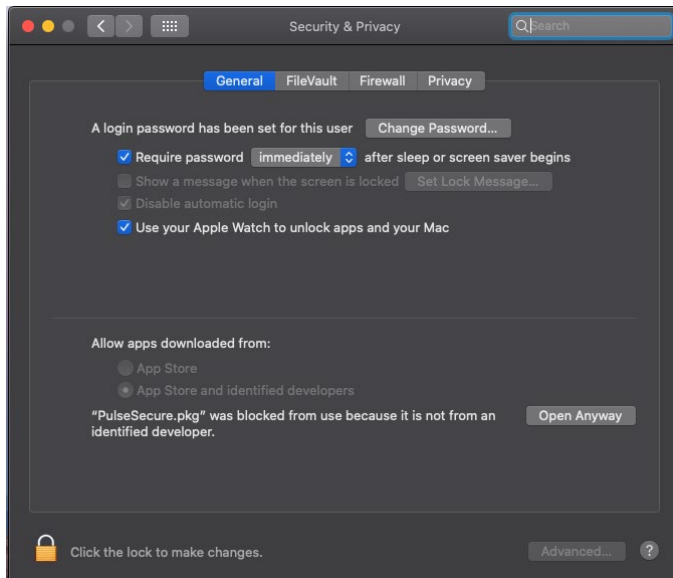 Security & Privacy
Search
General FileVault Firewall Privacy
A login password has been set for this user Change Password...
Require password immediately after sleep or screen saver begins
Show a message when the screen is locked Set Lock Message...
Disable automatic login
Use your Apple Watch to unlock apps and your Mac
Allow apps downloaded from:
App Store
App Store and identified developers
“PulseSecure.pkg” was blocked from use because it is not from an Open Anyway
identified developer.
Click the lock to make changes. Advanced... ?